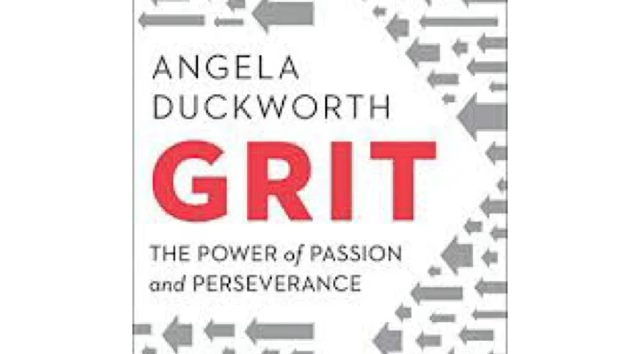 ANGELA
DUCKWORTH
GRIT
THE POWER of PASSION
and PERSEVERANCE